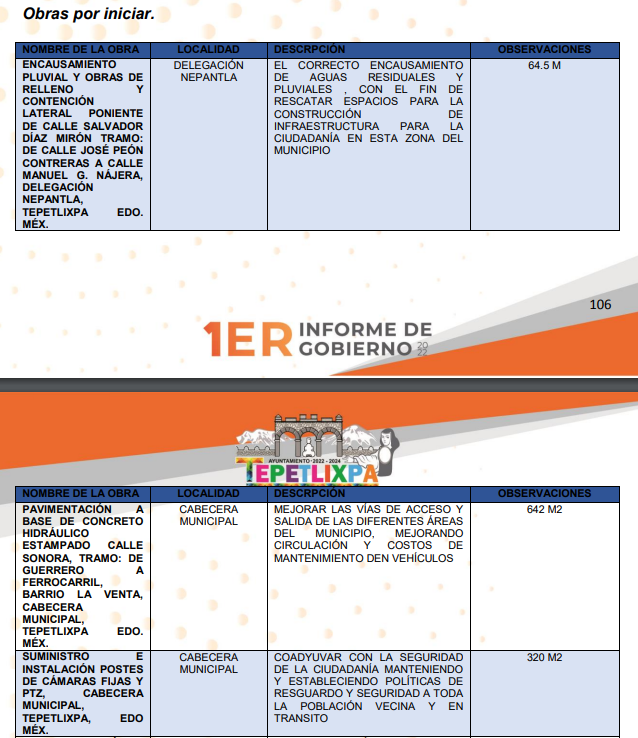 Obras por iniciar.
NOMBRE DE LA OBRA LOCALIDAD DESCRPCIÓN OBSERVACIONES
ENCAUSAMIENTO
PLUVIAL Y OBRAS DE
RELLENO Y
CONTENCIÓN
LATERAL PONIENTE
DE CALLE SALVADOR
DÍAZ MIRÓN TRAMO:
DE CALLE JOSÉ PEÓN
CONTRERAS A CALLE
MANUEL G. NÁJERA,
DELEGACIÓN
NEPANTLA,
TEPETLIXPA EDO.
MÉX.
DELEGACIÓN
NEPANTLA
EL CORRECTO ENCAUSAMIENTO
DE AGUAS RESIDUALES Y
PLUVIALES , CON EL FIN DE
RESCATAR ESPACIOS PARA LA
CONSTRUCCIÓN DE
INFRAESTRUCTURA PARA LA
CIUDADANÍA EN ESTA ZONA DEL
MUNICIPIO
64.5 M
106
1ER INFORME DE
GOBIERNO 20
22
AYUNTAMIENTO 2022 - 2024
TEPETLIXPA
NOMBRE DE LA OBRA LOCALIDAD DESCRPCIÓN OBSERVACIONES
PAVIMENTACIÓN A
BASE DE CONCRETO
HIDRÁULICO
ESTAMPADO CALLE
SONORA, TRAMO: DE
GUERRERO A
FERROCARRIL,
BARRIO LA VENTA,
CABECERA
MUNICIPAL,
TEPETLIXPA EDO.
MÉX.
CABECERA
MUNICIPAL
MEJORAR LAS VÍAS DE ACCESO Y
SALIDA DE LAS DIFERENTES ÁREAS
DEL MUNICIPIO, MEJORANDO
CIRCULACIÓN Y COSTOS DE
MANTENIMIENTO DEN VEHÍCULOS
642 M2
SUMINISTRO E
INSTALACIÓN POSTES
DE CÁMARAS FIJAS Y
PTZ, CABECERA
MUNICIPAL,
TEPETLIXPA, EDO
MÉX.
CABECERA
MUNICIPAL
COADYUVAR CON LA SEGURIDAD
DE LA CIUDADANÍA MANTENIENDO
Y ESTABLECIENDO POLÍTICAS DE
RESGUARDO Y SEGURIDAD A TODA
LA POBLACIÓN VECINA Y EN
TRANSITO
320 M2